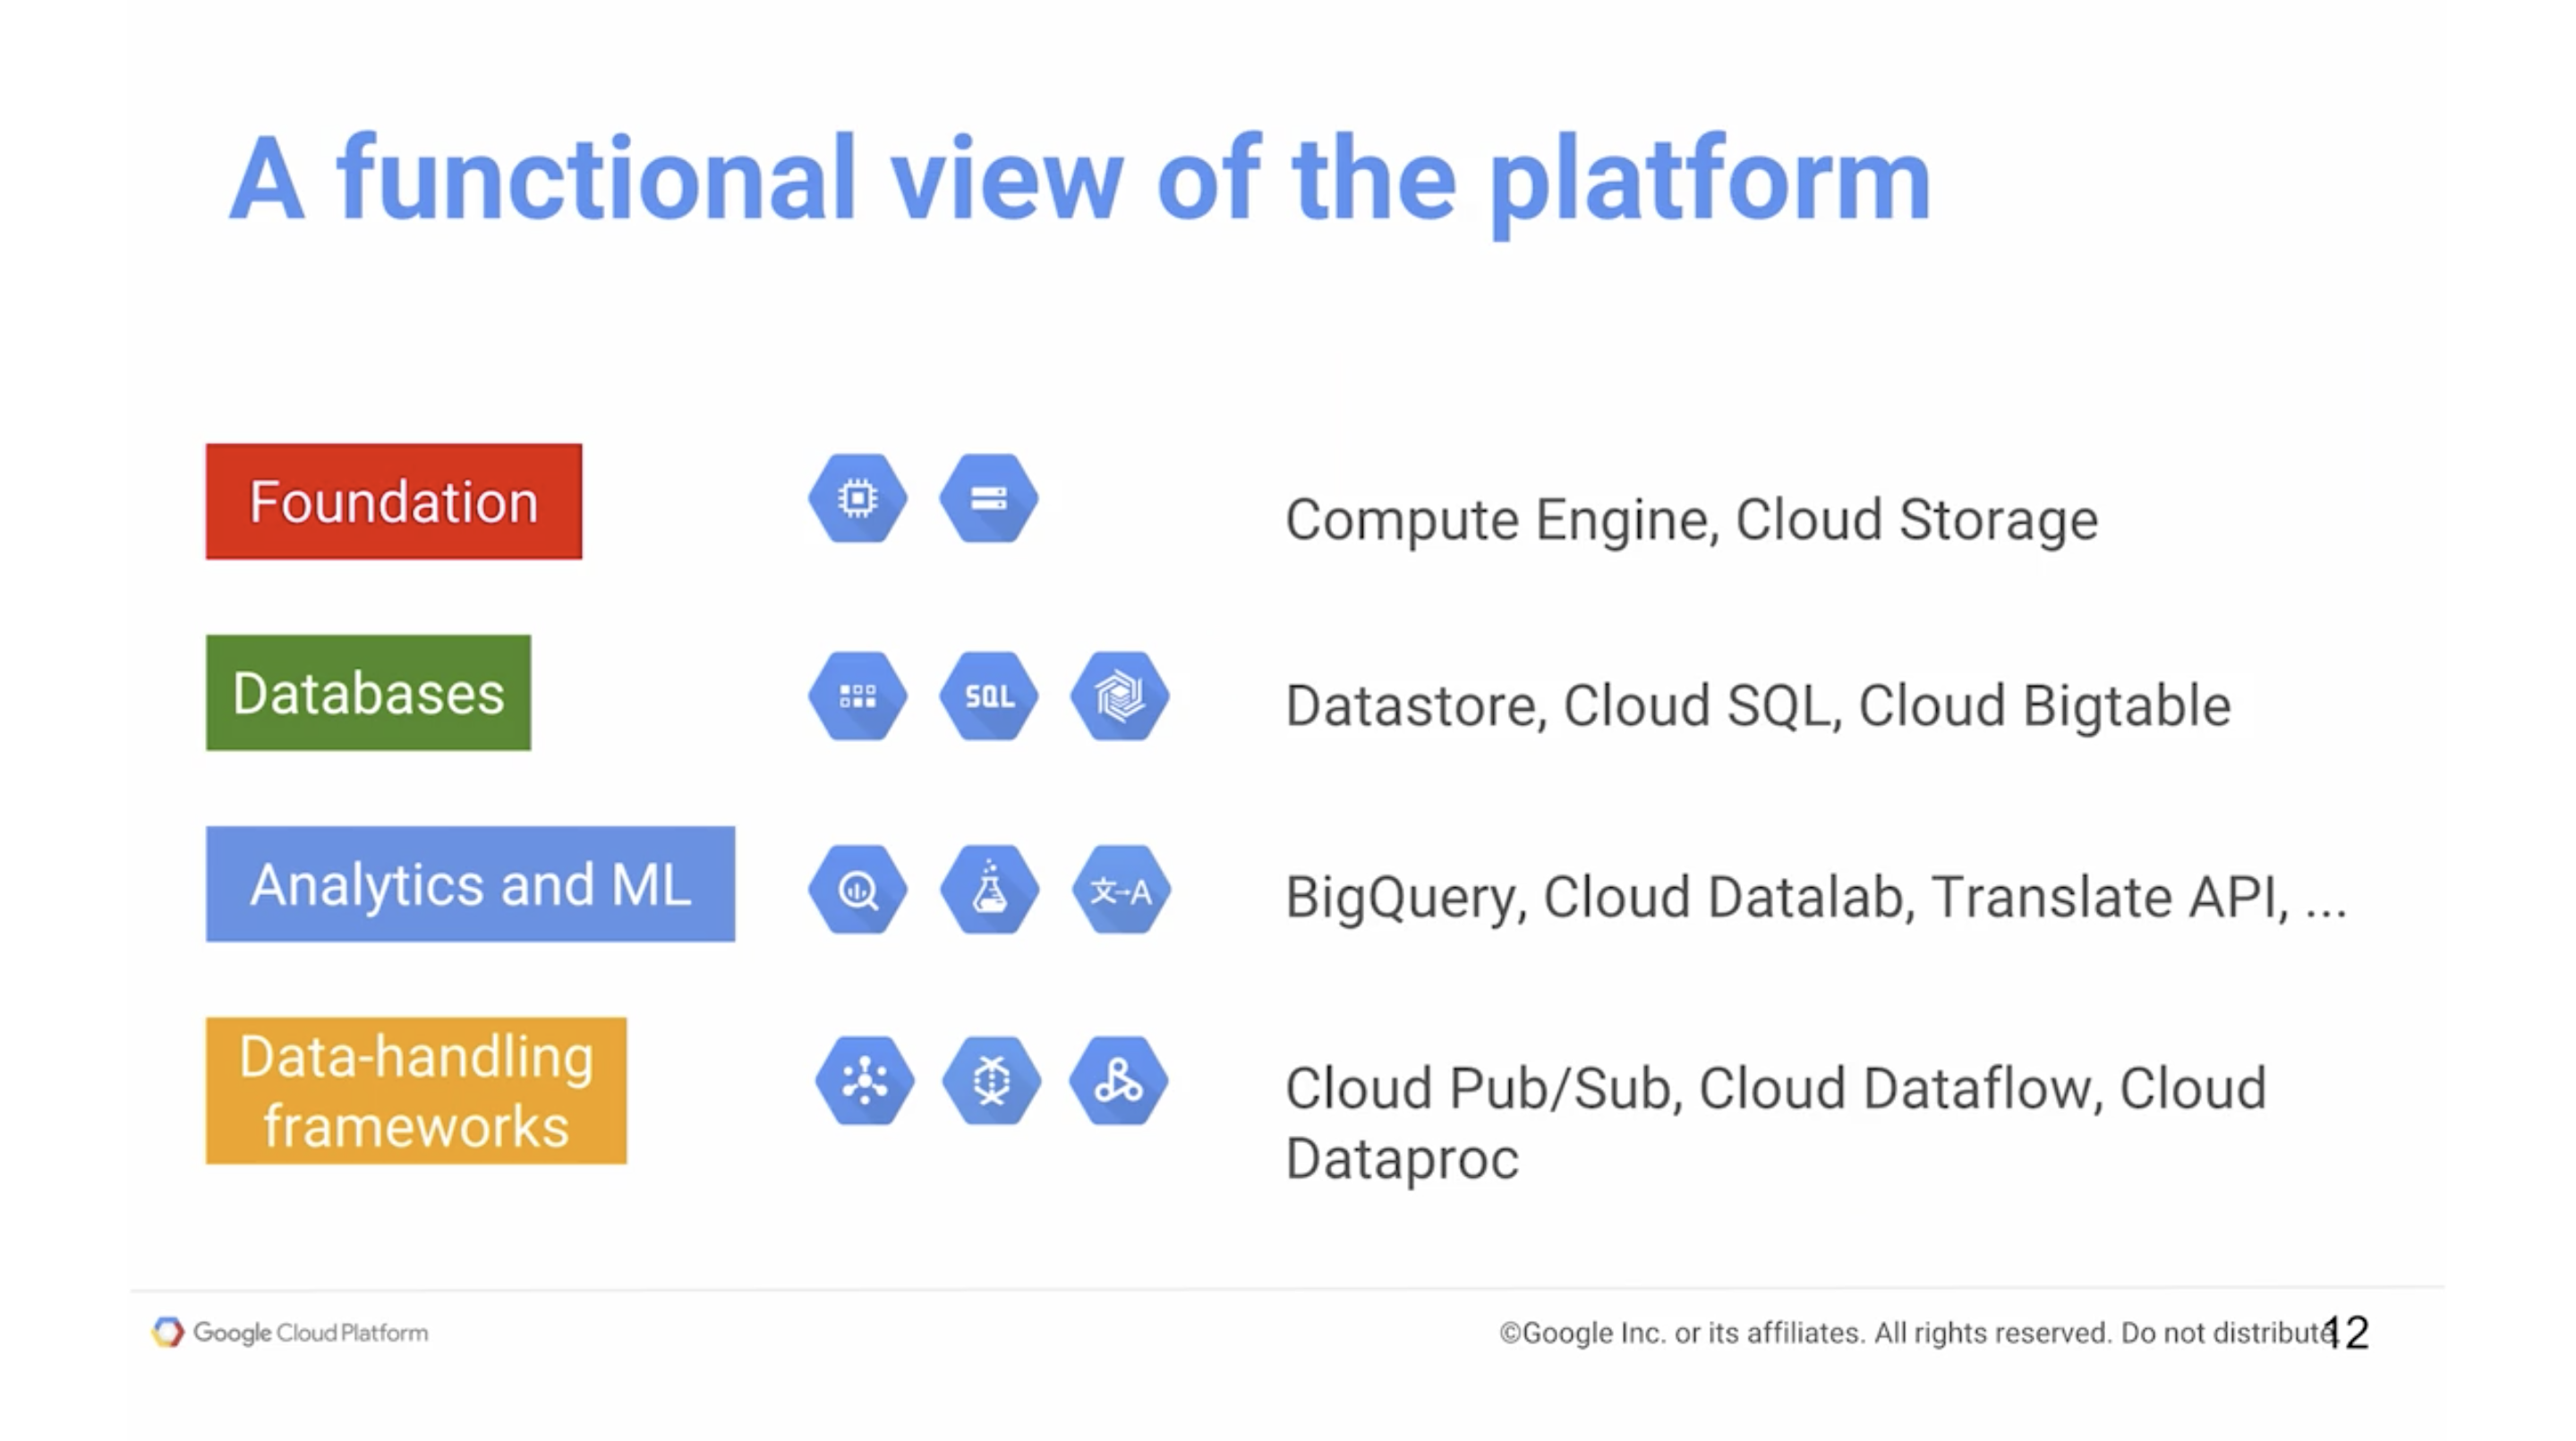 A functional view of the platform
Foundation
Compute Engine, Cloud Storage
Databases
SQL
Datastore, Cloud SQL, Cloud Bigtable
Analytics and ML
文→A
BigQuery, Cloud Datalab, Translate API, ...
Data-handling
frameworks
Cloud Pub/Sub, Cloud Dataflow, Cloud
Dataproc
Google Cloud Platform
©Google Inc. or its affiliates. All rights reserved. Do not distribute.
12